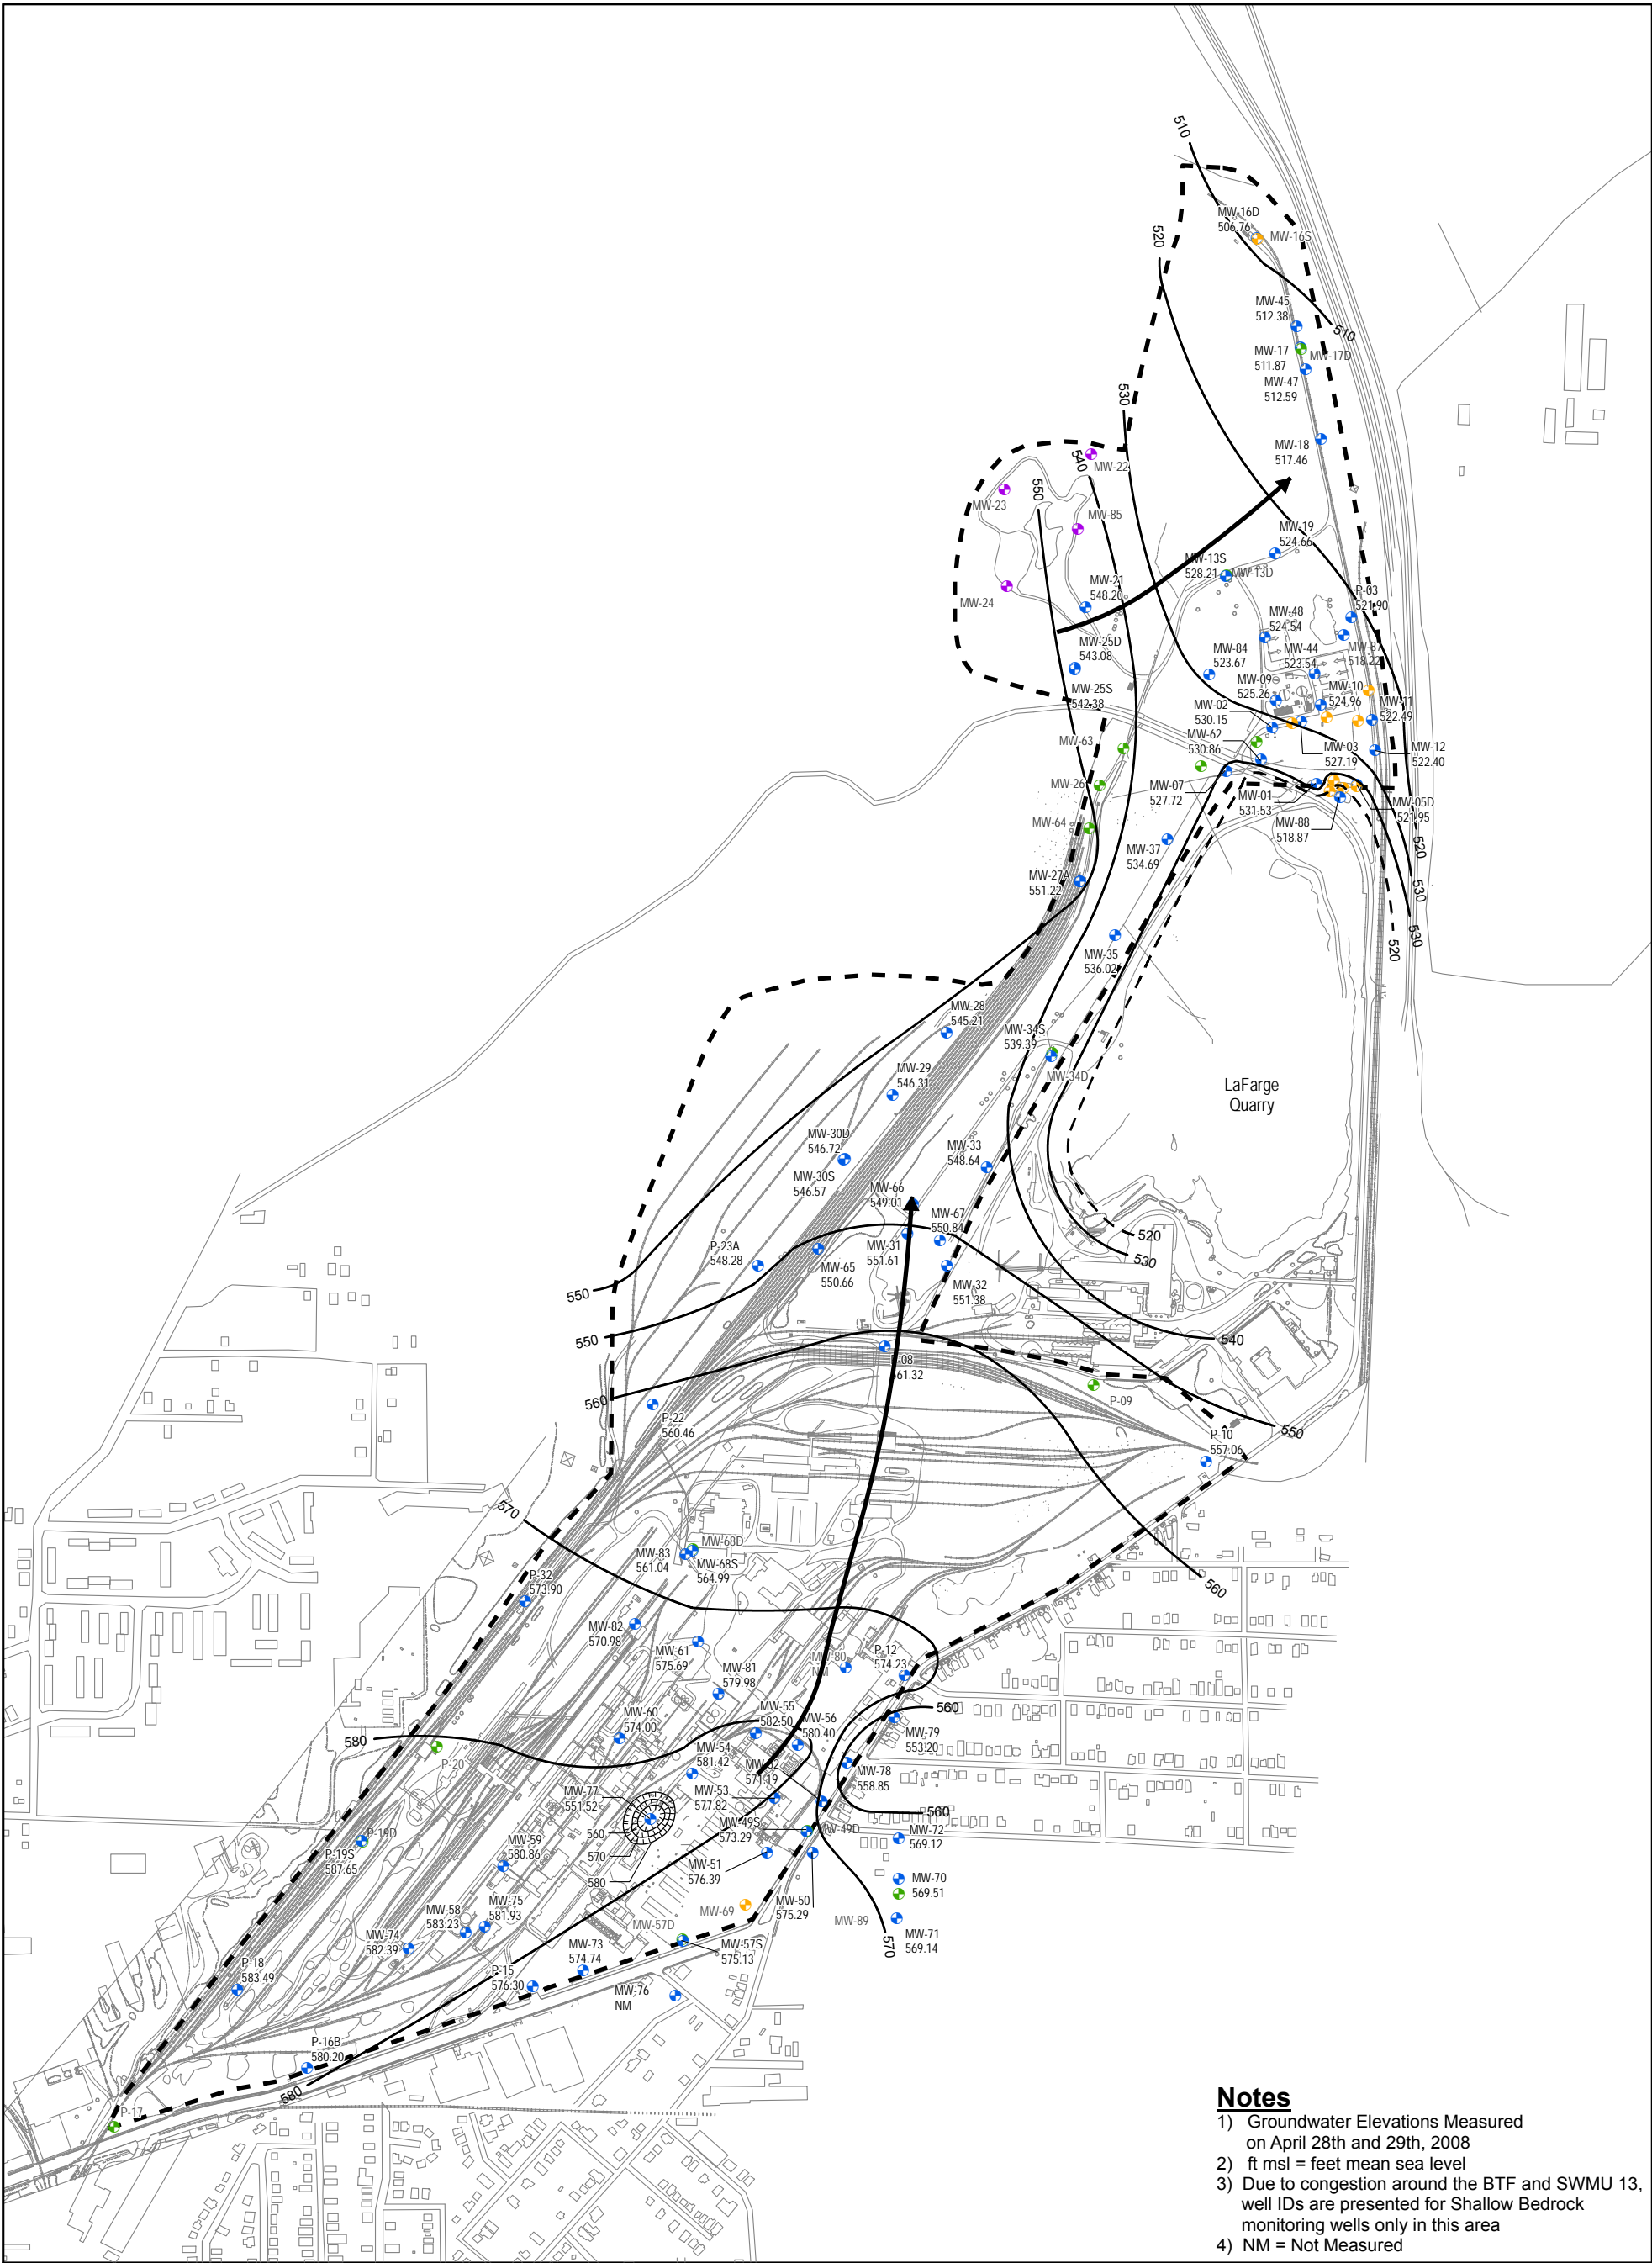 510
MW-16D
506.76
MW-16S
520
MW-45
512.38
510
MW-17
511.87
MW-17D
MW-47
512.59
530
MW-18
517.46
540
MW-22
550
MW-23
MW-85
MW-19
524.66
MW-13S
528.21
MW-13D
MW-21
548.20
MW-24
P-03
521.90
MW-48
524.54
MW-25D
543.08
MW-84
523.67
MW-44
523.54
MW-87
518.22
MW-09
525.26
MW-10
524.96
MW-25S
542.38
MW-02
530.15
MW-11
522.49
MW-62
530.86
MW-63
MW-03
527.19
MW-12
522.40
MW-26
MW-07
527.72
MW-01
531.53
MW-05D
521.95
MW-64
MW-88
518.87
520
MW-37
534.69
MW-27A
551.22
530
530
520
MW-35
536.02
MW-28
545.21
MW-34S
539.39
MW-34D
MW-29
546.31
LaFarge
Quarry
MW-30D
546.72
MW-30S
546.57
MW-33
548.64
MW-66
549.01
MW-67
550.84
520
530
P-23A
548.28
MW-65
550.66
MW-31
551.61
MW-32
551.38
550
550
540
P-08
561.32
560
P-09
P-22
560.46
550
P-10
557.06
570
MW-68D
MW-83
561.04
MW-68S
564.99
P-32
573.90
560
MW-82
570.98
MW-61
575.69
MW-80
NM
P-12
574.23
MW-81
579.98
MW-60
574.00
MW-55
582.50
MW-56
580.40
560
MW-79
553.20
580
P-20
MW-54
581.42
MW-52
571.19
MW-78
558.85
MW-77
551.52
MW-53
577.82
560
MW-49S
573.29
MW-49D
MW-72
569.12
560
P-19D
P-19S
587.65
MW-59
580.86
570
MW-51
576.39
580
MW-70
569.51
MW-75
581.93
MW-58
583.23
MW-69
MW-50
575.29
MW-89
MW-71
569.14
570
MW-57D
MW-57S
575.13
MW-74
582.39
MW-73
574.74
P-18
583.49
P-15
576.30
MW-76
NM
P-16B
580.20
580
P-17
Notes
1) Groundwater Elevations Measured
on April 28th and 29th, 2008
2) ft msl = feet mean sea level
3) Due to congestion around the BTF and SWMU 13,
well IDs are presented for Shallow Bedrock
monitoring wells only in this area
4) NM = Not Measured